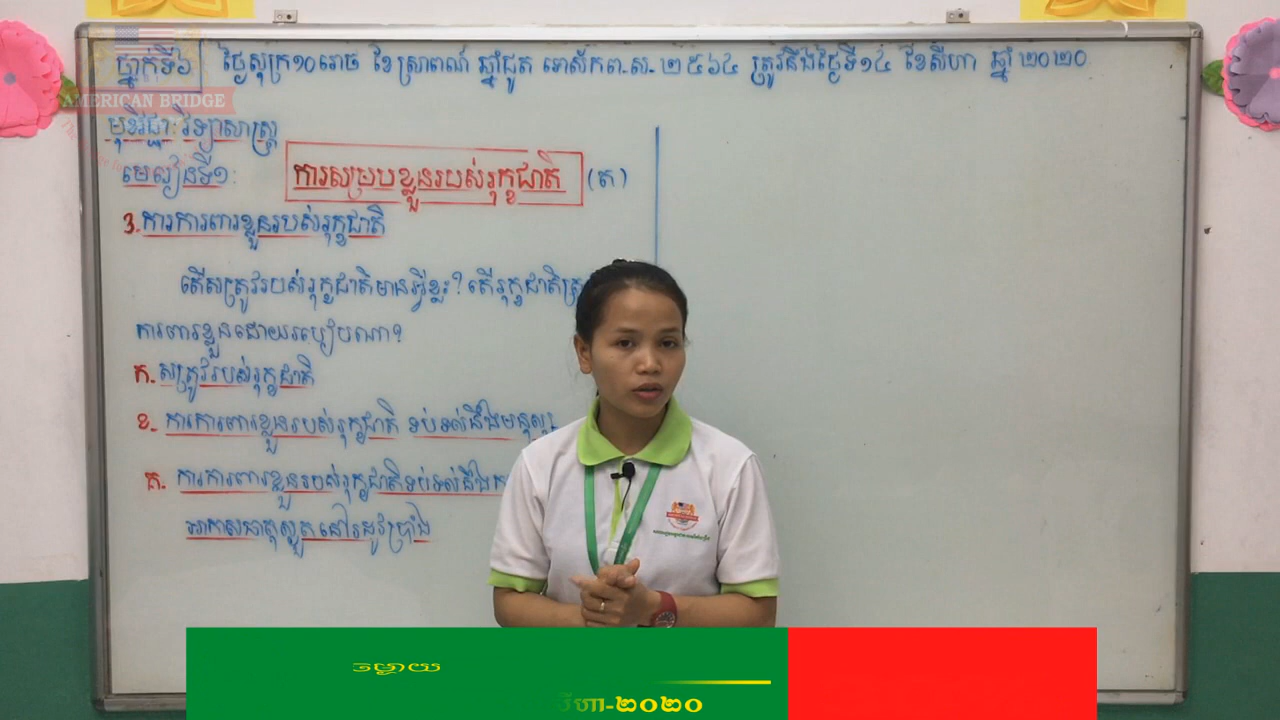 ថ្នាក់ទី៦ ថ្ងៃសុក្រ១០រោច ខែស្រាពណ៍ ឆ្នាំជូត ទោស័កព.ស.២៥៦៤ ត្រូវនឹងថ្ងៃទី១៤ ខែសីហា ឆ្នាំ២០២០
AMERICAN BRIDGE
មុខវិជ្ជា: វិទ្យាសាស្ត្រ
មេរៀនទី១: ការសម្របខ្លួនរបស់រុក្ខជាតិ (ត)
3.ការការពារខ្លួនរបស់រុក្ខជាតិ
តើសត្រូវរបស់រុក្ខជាតិមានអ្វីខ្លះ? តើរុក្ខជាតិ
ការពារខ្លួនដោយរបៀបណា?
ក. សត្រូវរបស់រុក្ខជាតិ
ខ. ការការពារខ្លួនរបស់រុក្ខជាតិ ទប់ទល់នឹងមនុស្ស
គ. ការការពារខ្លួនរបស់រុក្ខជាតិទប់ទល់នឹង
អាកាសធាតុស្ងួតនៅរដូវប្រាំង
ចម្ងាយ
សីហា-២០២០